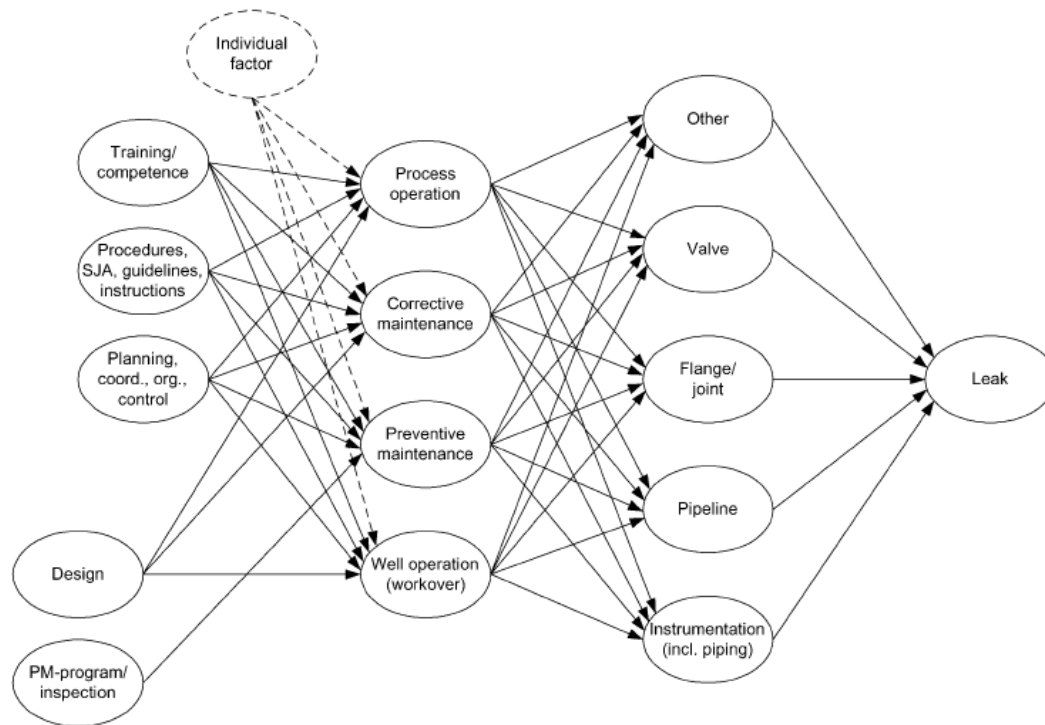 Individual
factor
Training/
competence
Procedures,
SJA, guidelines,
instructions
Planning,
coord., org.,
control
Design
PM-program/
inspection
Process
operation
Corrective
maintenance
Preventive
maintenance
Well operation
(workover)
Other
Valve
Flange/
joint
Pipeline
Instrumentation
(incl. piping)
Leak